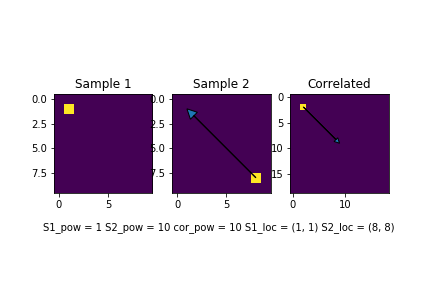 Sample 1 Sample 2 Correlated
0.0 2.5 5.0 7.5 0 5
0.0 2.5 5.0 7.5 0 5
0 5 10 15 0 10
S1_pow = 1 S2_pow = 10 cor_pow = 10 S1_loc = (1, 1) S2_loc = (8, 8)